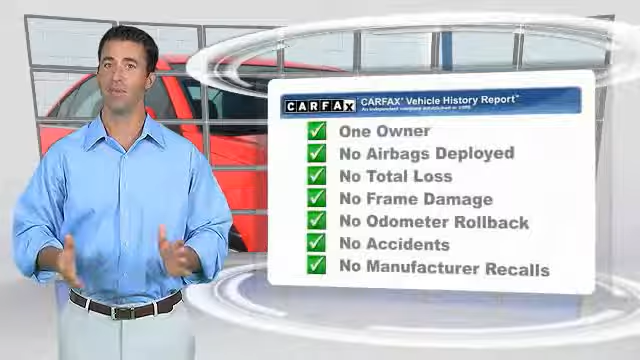 CARFAX CARFAX Vehicle History Report™
One Owner
No Airbags Deployed
No Total Loss
No Frame Damage
No Odometer Rollback
No Accidents
No Manufacturer Recalls